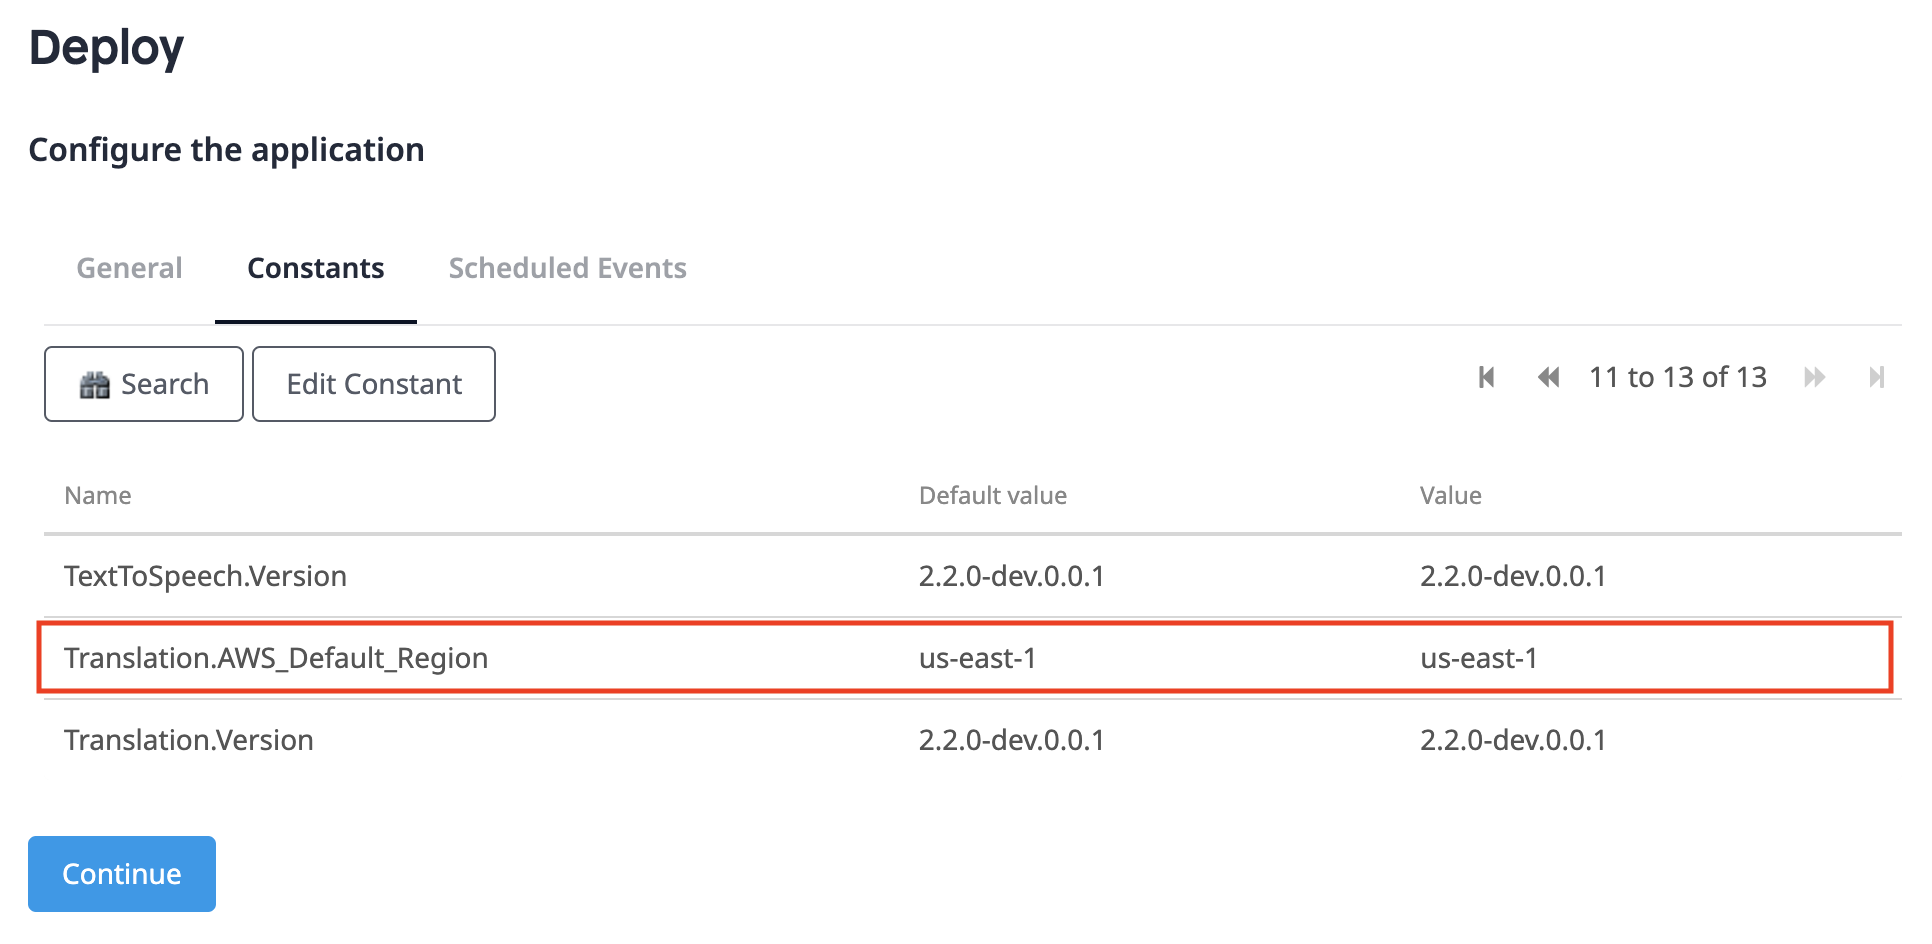 Deploy
Configure the application
General Constants Scheduled Events
Search Edit Constant 11 to 13 of 13
Name Default value Value
TextToSpeech.Version 2.2.0-dev.0.0.1 2.2.0-dev.0.0.1
Translation.AWS_Default_Region us-east-1 us-east-1
Translation.Version 2.2.0-dev.0.0.1 2.2.0-dev.0.0.1
Continue